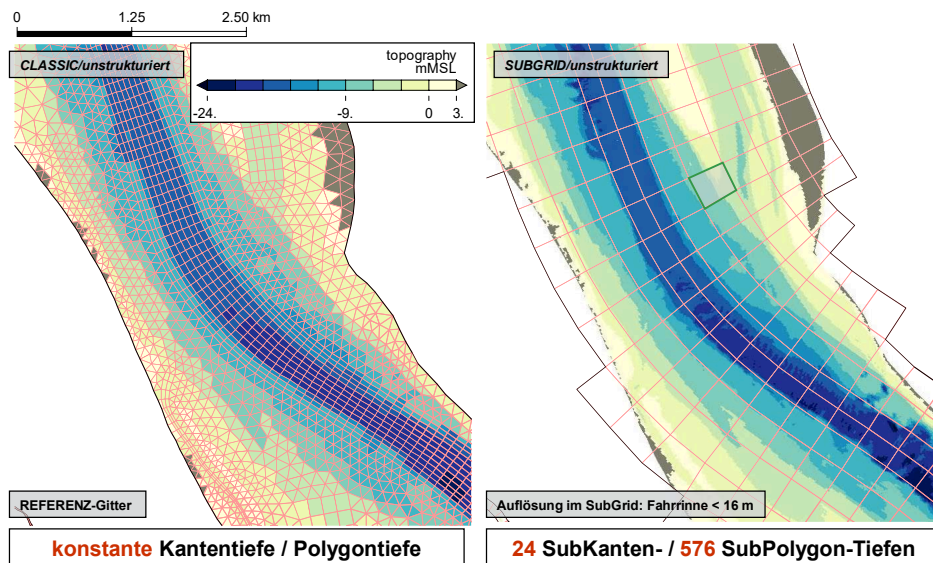 0 1.25 2.50 km
CLASSIC/unstrukturiert
topography
mMSL
-24. -9. 0 3.
SUBGRID/unstrukturiert
REFERENZ-Gitter
Auflösung im SubGrid: Fahrrinne < 16 m
konstante Kantentiefe / Polygontiefe
24 SubKanten- / 576 SubPolygon-Tiefen